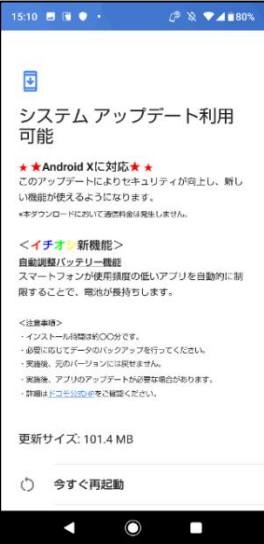 15:10 80%
システム アップデート利用
可能
★★Android Xに対応★★
このアップデートによりセキュリティが向上し、新し
い機能が使えるようになります。
*本ダウンロードにおいて通信料金は発生しません。
＜イチオシ新機能＞
自動調整バッテリー機能
スマートフォンが使用頻度の低いアプリを自動的に制
限することで、電池が長持ちします。
＜注意事項＞
・インストール時間は約〇〇分です。
・必要に応じてデータのバックアップを行ってください。
・実施後、元のバージョンには戻せません。
・実施後、アプリのアップデートが必要な場合があります。
・詳細はドコモ公式HPをご確認ください。
更新サイズ: 101.4 MB
今すぐ再起動